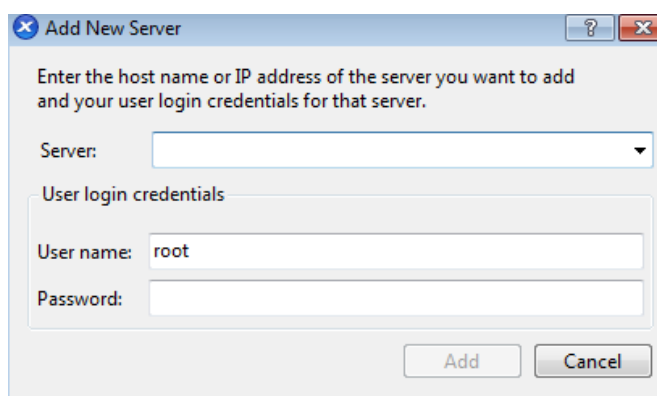 Add New Server
Enter the host name or IP address of the server you want to add
and your user login credentials for that server.
Server:
User login credentials
User name: root
Password:
Add Cancel